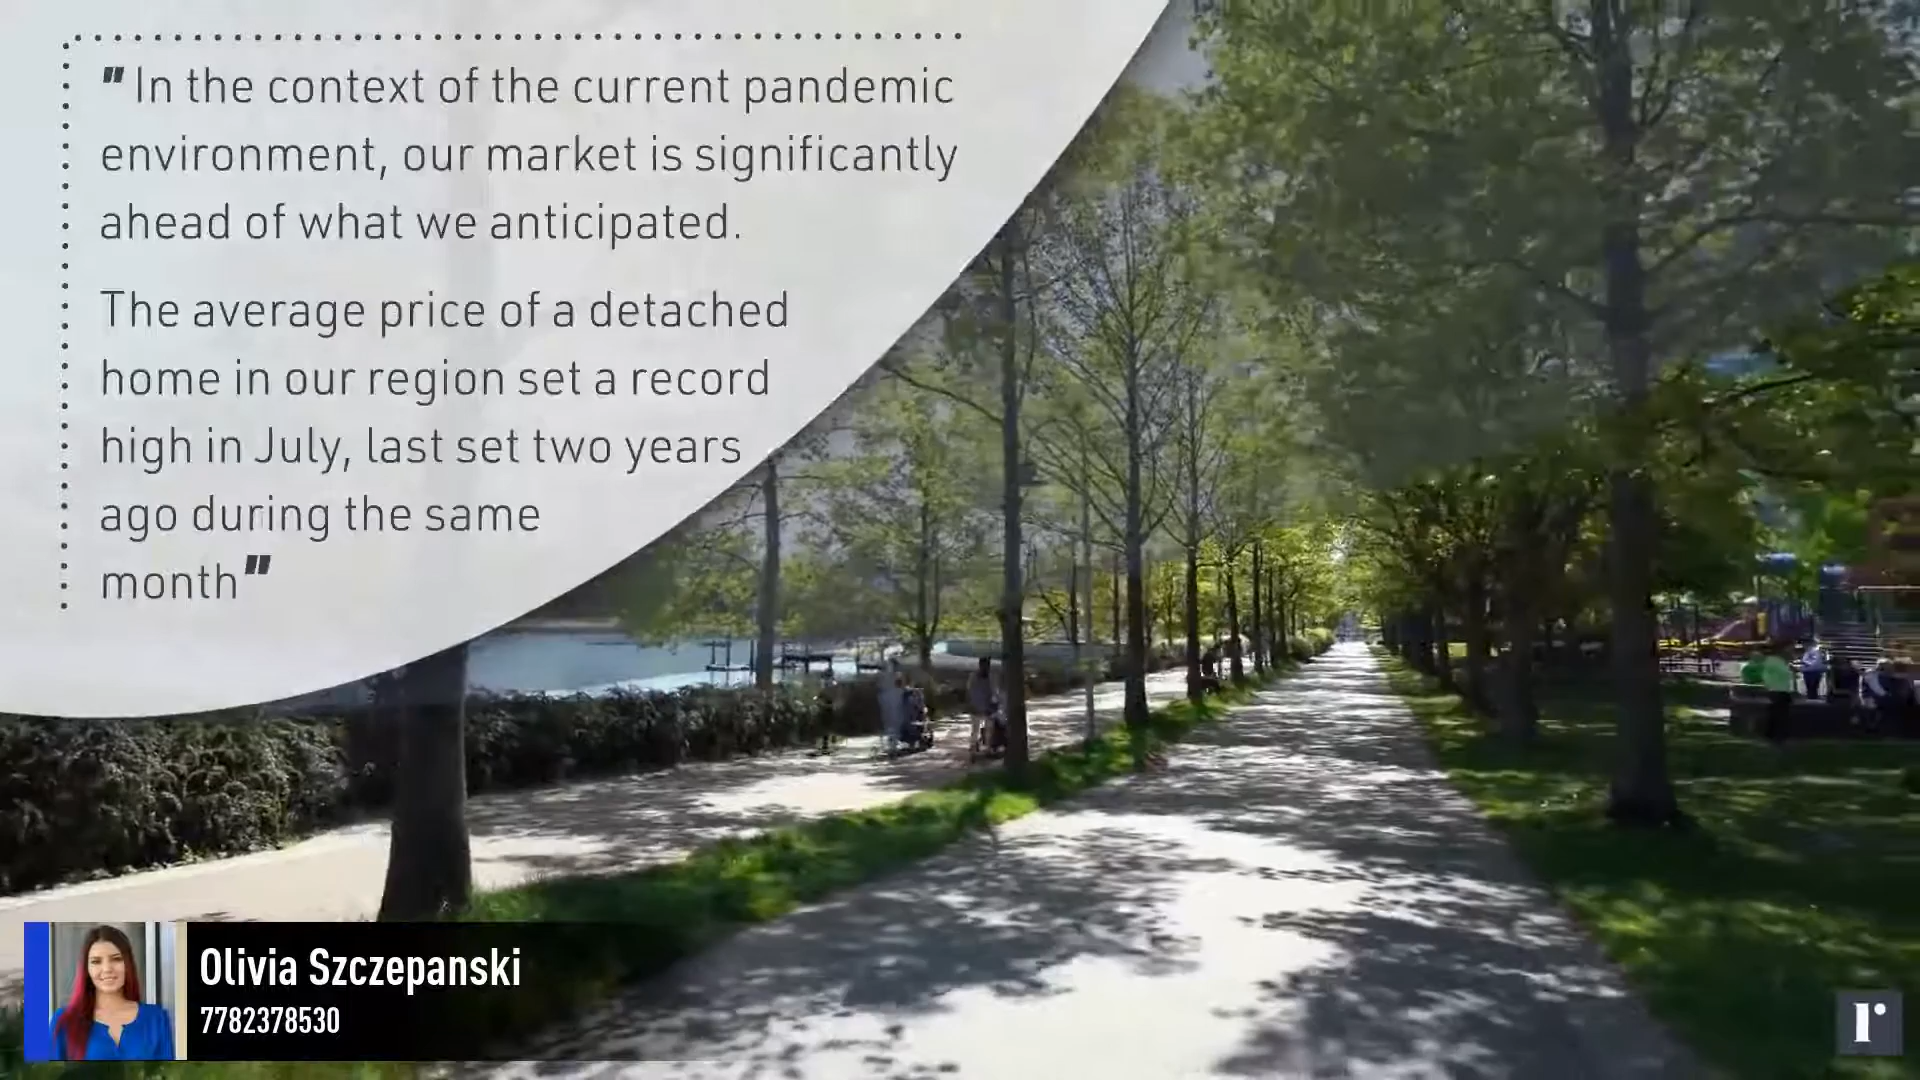 "In the context of the current pandemic
environment, our market is significantly
ahead of what we anticipated.
The average price of a detached
home in our region set a record
high in July, last set two years
ago during the same
month"
Olivia Szczepanski
7782378530
r